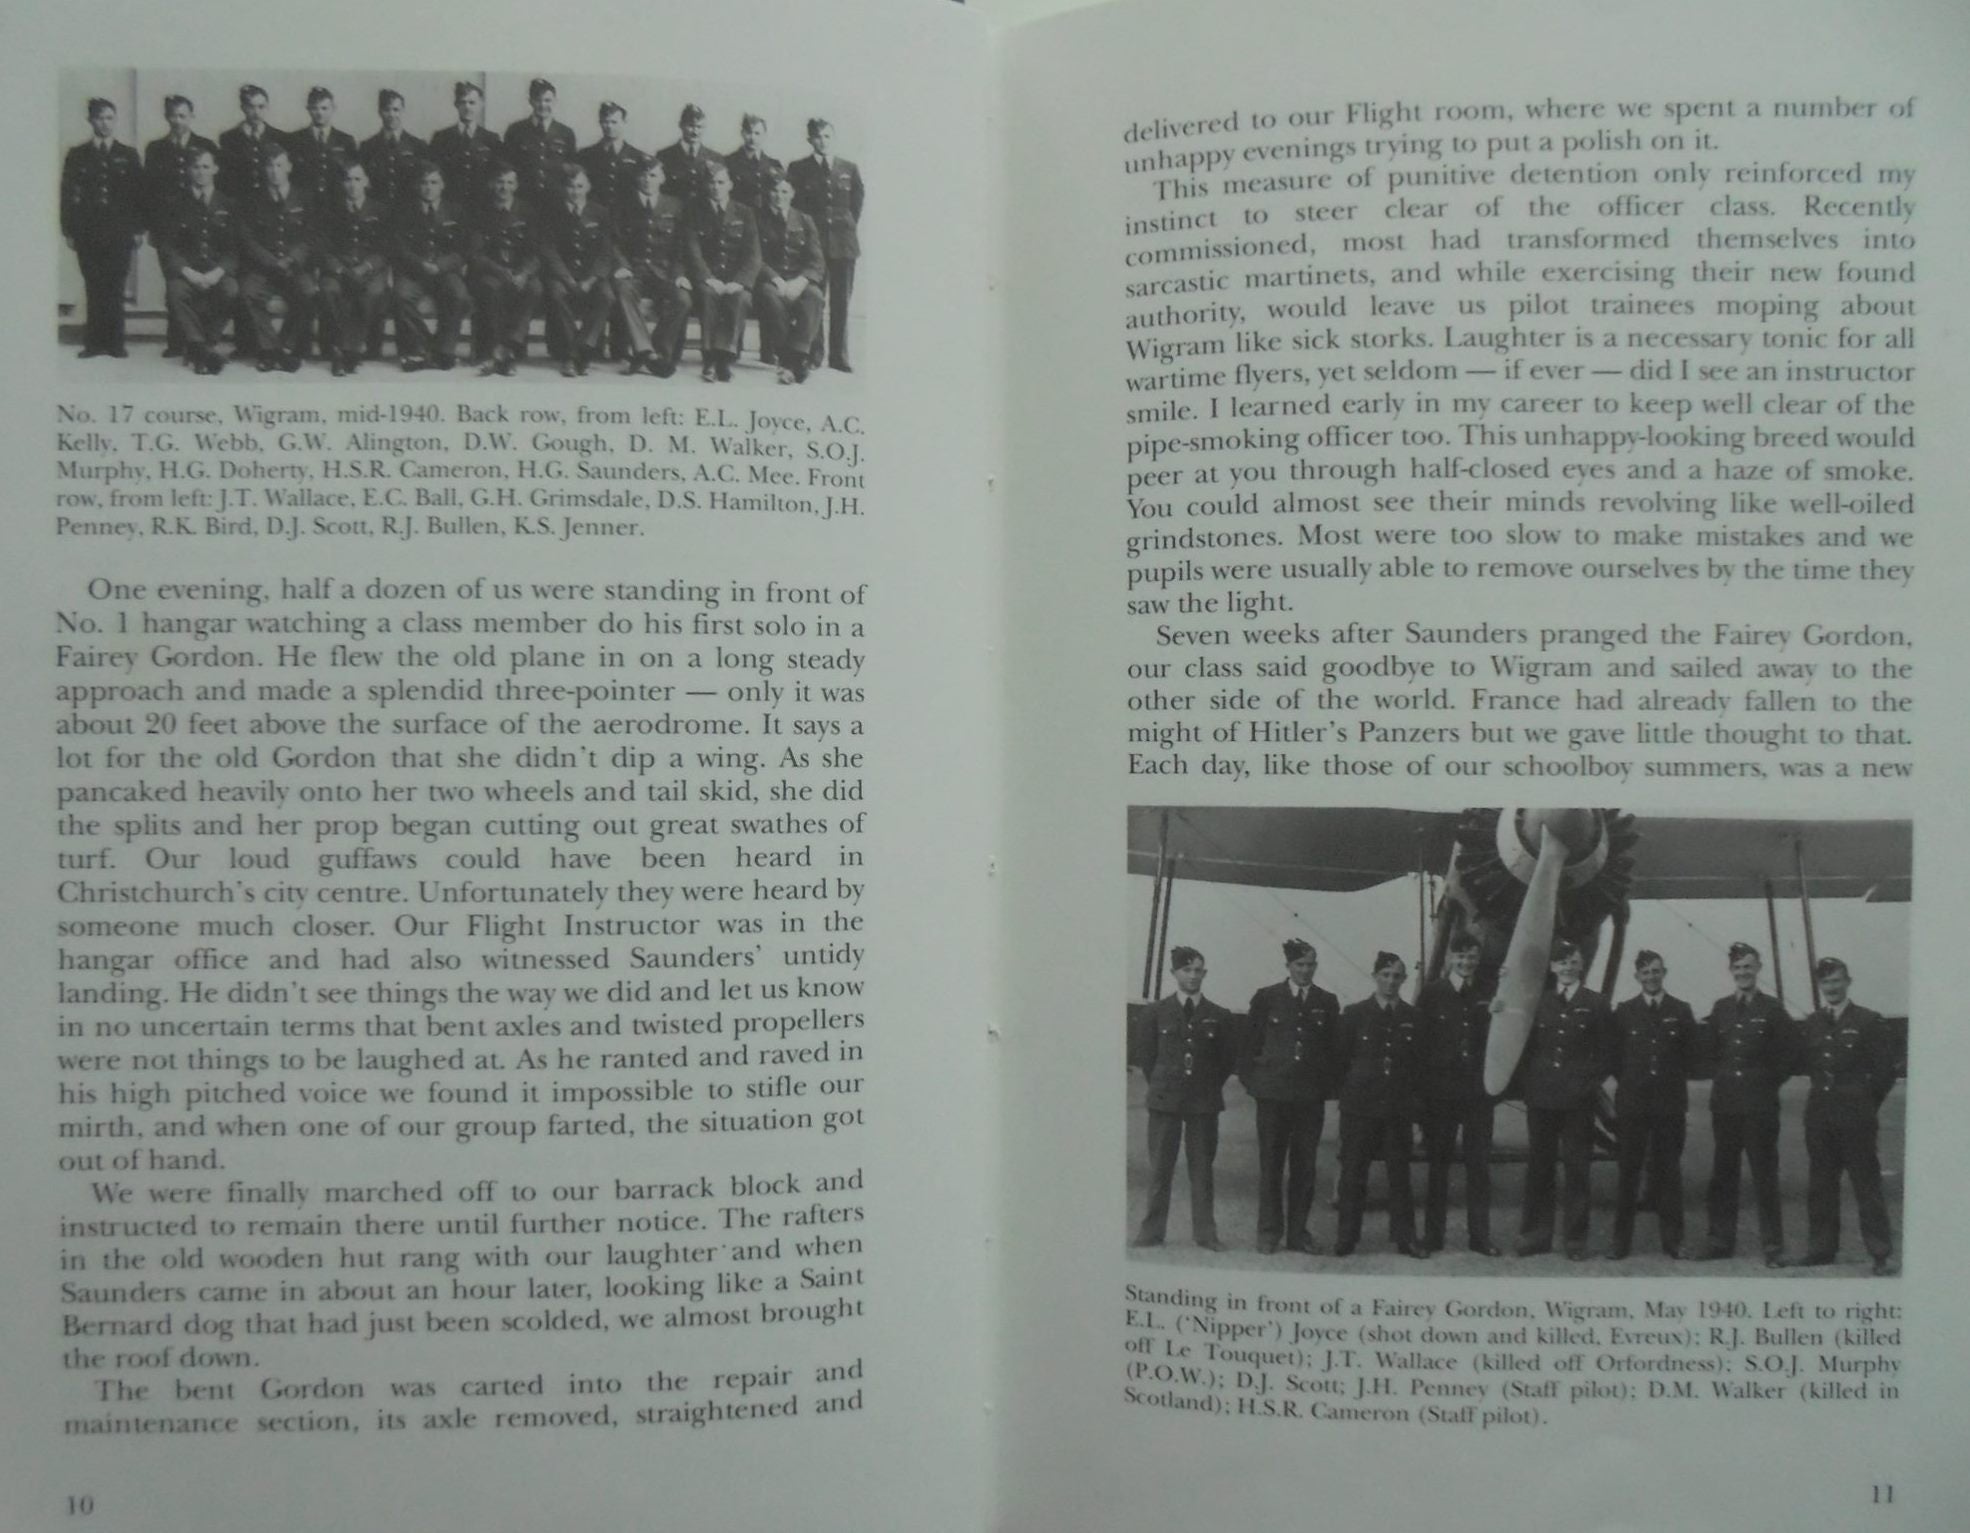 No. 17 course, Wigram, mid-1940. Back row, from left: E.L. Joyce, A.C.
Kelly, T.G. Webb, G.W. Alington, D.W. Gough, D. M. Walker, S.O.J.
Murphy, H.G. Doherty, H.S.R. Cameron, H.G. Saunders, A.C. Mee. Front
row, from left: J.T. Wallace, E.C. Ball, G.H. Grimsdale, D.S. Hamilton, J.H.
Penney, R.K. Bird, D.J. Scott, R.J. Bullen, K.S. Jenner.
One evening, half a dozen of us were standing in front of
No. 1 hangar watching a class member do his first solo in a
Fairey Gordon. He flew the old plane in on a long steady
approach and made a splendid three-pointer — only it was
about 20 feet above the surface of the aerodrome. It says a
lot for the old Gordon that she didn't dip a wing. As she
pancaked heavily onto her two wheels and tail skid, she did
the splits and her prop began cutting out great swathes of
turf. Our loud guffaws could have been heard in
Christchurch's city centre. Unfortunately they were heard by
someone much closer. Our Flight Instructor was in the
hangar office and had also witnessed Saunders' untidy
landing. He didn't see things the way we did and let us know
in no uncertain terms that bent axles and twisted propellers
were not things to be laughed at. As he ranted and raved in
his high pitched voice we found it impossible to stifle our
mirth, and when one of our group farted, the situation got
out of hand.
We were finally marched off to our barrack block and
instructed to remain there until further notice. The rafters
in the old wooden hut rang with our laughter and when
Saunders came in about an hour later, looking like a Saint
Bernard dog that had just been scolded, we almost brought
the roof down.
The bent Gordon was carted into the repair and
maintenance section, its axle removed, straightened and
10
delivered to our Flight room, where we spent a number of
unhappy evenings trying to put a polish on it.
This measure of punitive detention only reinforced my
instinct to steer clear of the officer class. Recently
commissioned, most had transformed themselves into
sarcastic martinets, and while exercising their new found
authority, would leave us pilot trainees moping about
Wigram like sick storks. Laughter is a necessary tonic for all
wartime flyers, yet seldom — if ever — did I see an instructor
smile. I learned early in my career to keep well clear of the
pipe-smoking officer too. This unhappy-looking breed would
peer at you through half-closed eyes and a haze of smoke.
You could almost see their minds revolving like well-oiled
grindstones. Most were too slow to make mistakes and we
pupils were usually able to remove ourselves by the time they
saw the light.
Seven weeks after Saunders pranged the Fairey Gordon,
our class said goodbye to Wigram and sailed away to the
other side of the world. France had already fallen to the
might of Hitler's Panzers but we gave little thought to that.
Each day, like those of our schoolboy summers, was a new
Standing in front of a Fairey Gordon, Wigram, May 1940. Left to right:
E.L. ('Nipper') Joyce (shot down and killed, Evreux); R.J. Bullen (killed
off Le Touquet); J.T. Wallace (killed off Orfordness); S.O.J. Murphy
(P.O.W.); D.J. Scott; J.H. Penney (Staff pilot); D.M. Walker (killed in
Scotland); H.S.R. Cameron (Staff pilot).
11